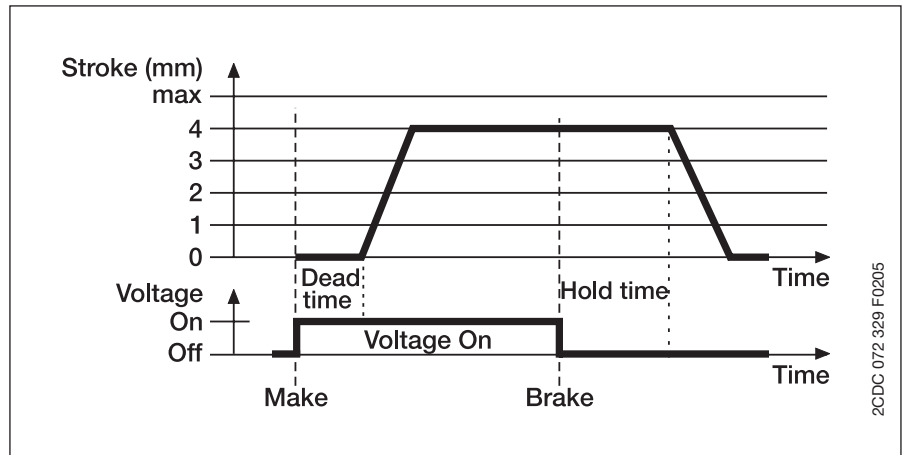 Stroke (mm)
max
4
3
2
1
0
Time
Dead
time
Hold time
Voltage
On
Off
Voltage On
Time
Make
Brake
2CDC 072 329 F0205